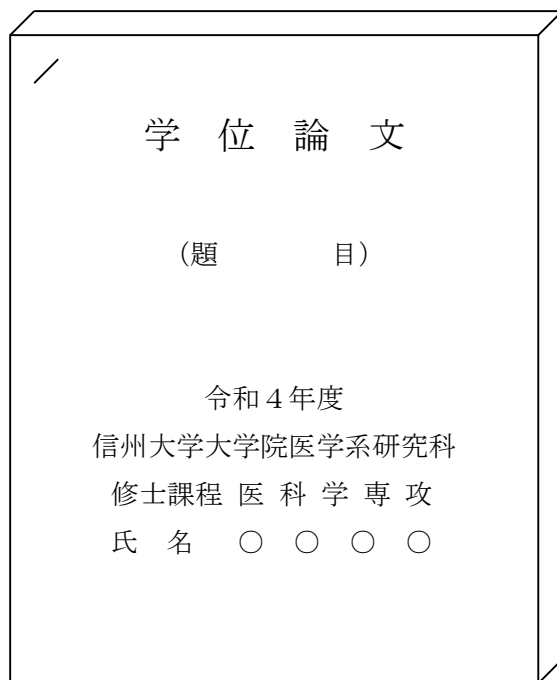 学 位 論 文
(題 目)
令和４年度
信州大学大学院医学系研究科
修士課程 医 科 学 専 攻
氏 名 ○ ○ ○ ○